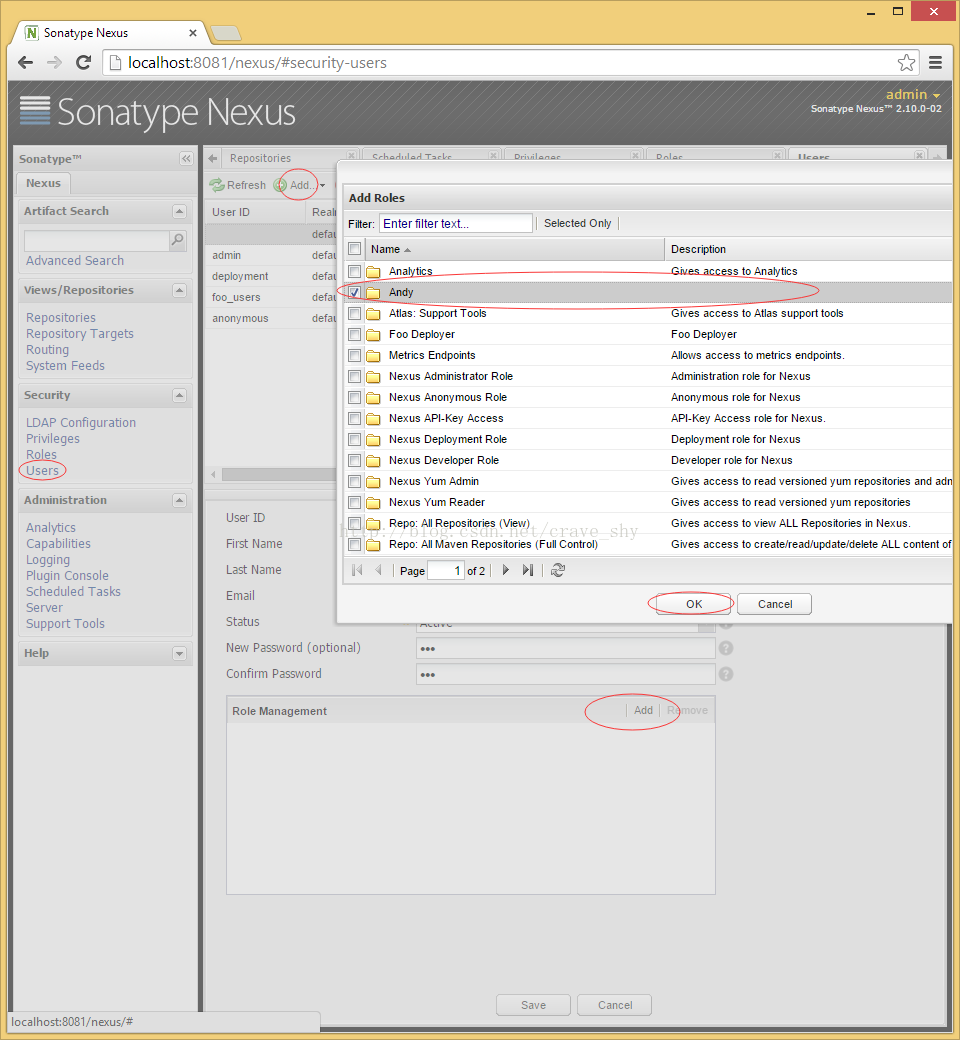 Sonatype Nexus
localhost:8081/nexus/#security-users
Sonatype Nexus
admin
Sonatype Nexus™ 2.10.0-02
Sonatype™
Nexus
Artifact Search
Advanced Search
Views/Repositories
Repositories
Repository Targets
Routing
System Feeds
Security
LDAP Configuration
Privileges
Roles
Users
Administration
Analytics
Capabilities
Logging
Plugin Console
Scheduled Tasks
Server
Support Tools
Help
Repositories Scheduled Tasks Privileges Roles Users
Refresh Add...
User ID
admin
deployment
foo_users
anonymous
Add Roles
Filter: Enter filter text... Selected Only
Name Description
Analytics Gives access to Analytics
Andy
Atlas: Support Tools Gives access to Atlas support tools
Foo Deployer Foo Deployer
Metrics Endpoints Allows access to metrics endpoints.
Nexus Administrator Role Administration role for Nexus
Nexus Anonymous Role Anonymous role for Nexus
Nexus API-Key Access API-Key Access role for Nexus.
Nexus Deployment Role Deployment role for Nexus
Nexus Developer Role Developer role for Nexus
Nexus Yum Admin Gives access to read versioned yum repositories and
Nexus Yum Reader Gives access to read versioned yum repositories
Repo: All Repositories (View) Gives access to view ALL Repositories in Nexus.
Repo: All Maven Repositories (Full Control) Gives access to create/read/update/delete ALL content of
http://blog.csdn.net/crave_shy
Page 1 of 2
OK Cancel
User ID
First Name
Last Name
Email
Status Active
New Password (optional)
Confirm Password
Role Management Add Remove
Save Cancel
localhost:8081/nexus/#